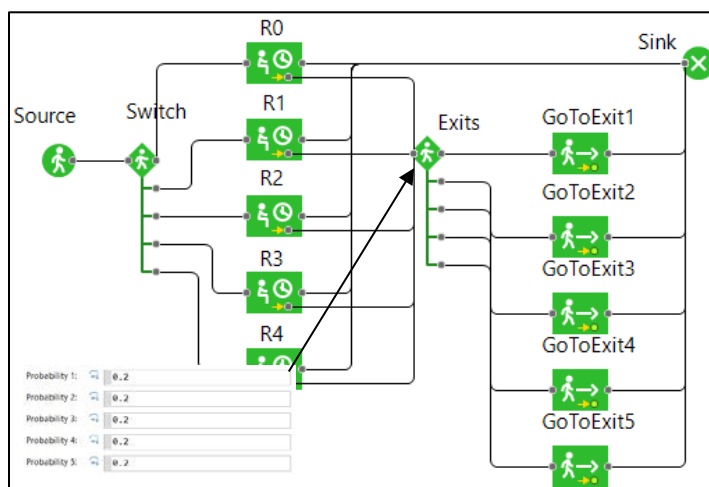 R0
Sink
R1
Source
Switch
Exits
GoToExit1
R2
GoToExit2
R3
GoToExit3
R4
GoToExit4
Probability 1: 0.2
Probability 2: 0.2
Probability 3: 0.2
GoToExit5
Probability 4: 0.2
Probability 5: 0.2